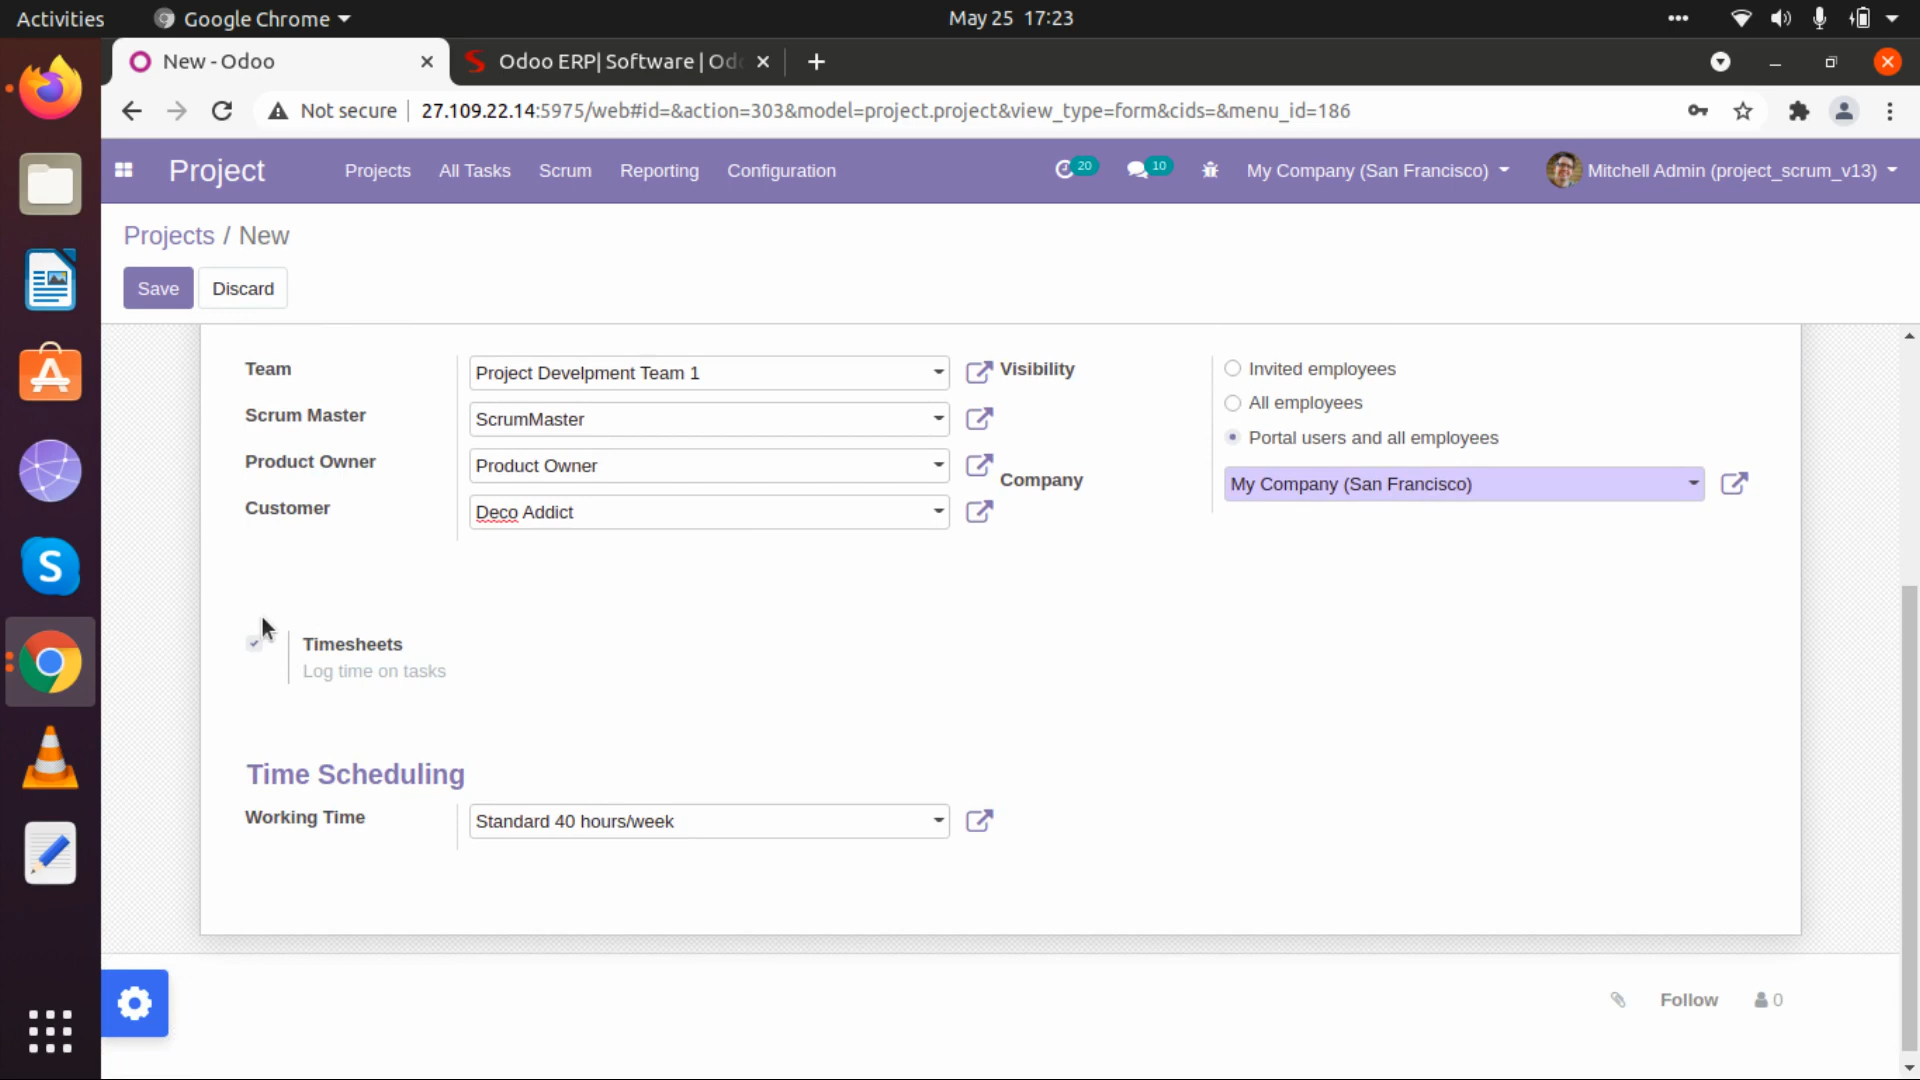 Activities Google Chrome May 25 17:23
New - Odoo Odoo ERP| Software | Od
Not secure 27.109.22.14:5975/web#id=&action=303&model=project.project&view_type=form&cids=&menu_id=186
Project Projects All Tasks Scrum Reporting Configuration 20 10 My Company (San Francisco) Mitchell Admin (project_scrum_v13)
Projects / New
Save Discard
Team Project Develpment Team 1 Visibility Invited employees
All employees
Scrum Master ScrumMaster
Portal users and all employees
Product Owner Product Owner
Company My Company (San Francisco)
Customer Deco Addict
Timesheets
Log time on tasks
Time Scheduling
Working Time Standard 40 hours/week
Follow 0